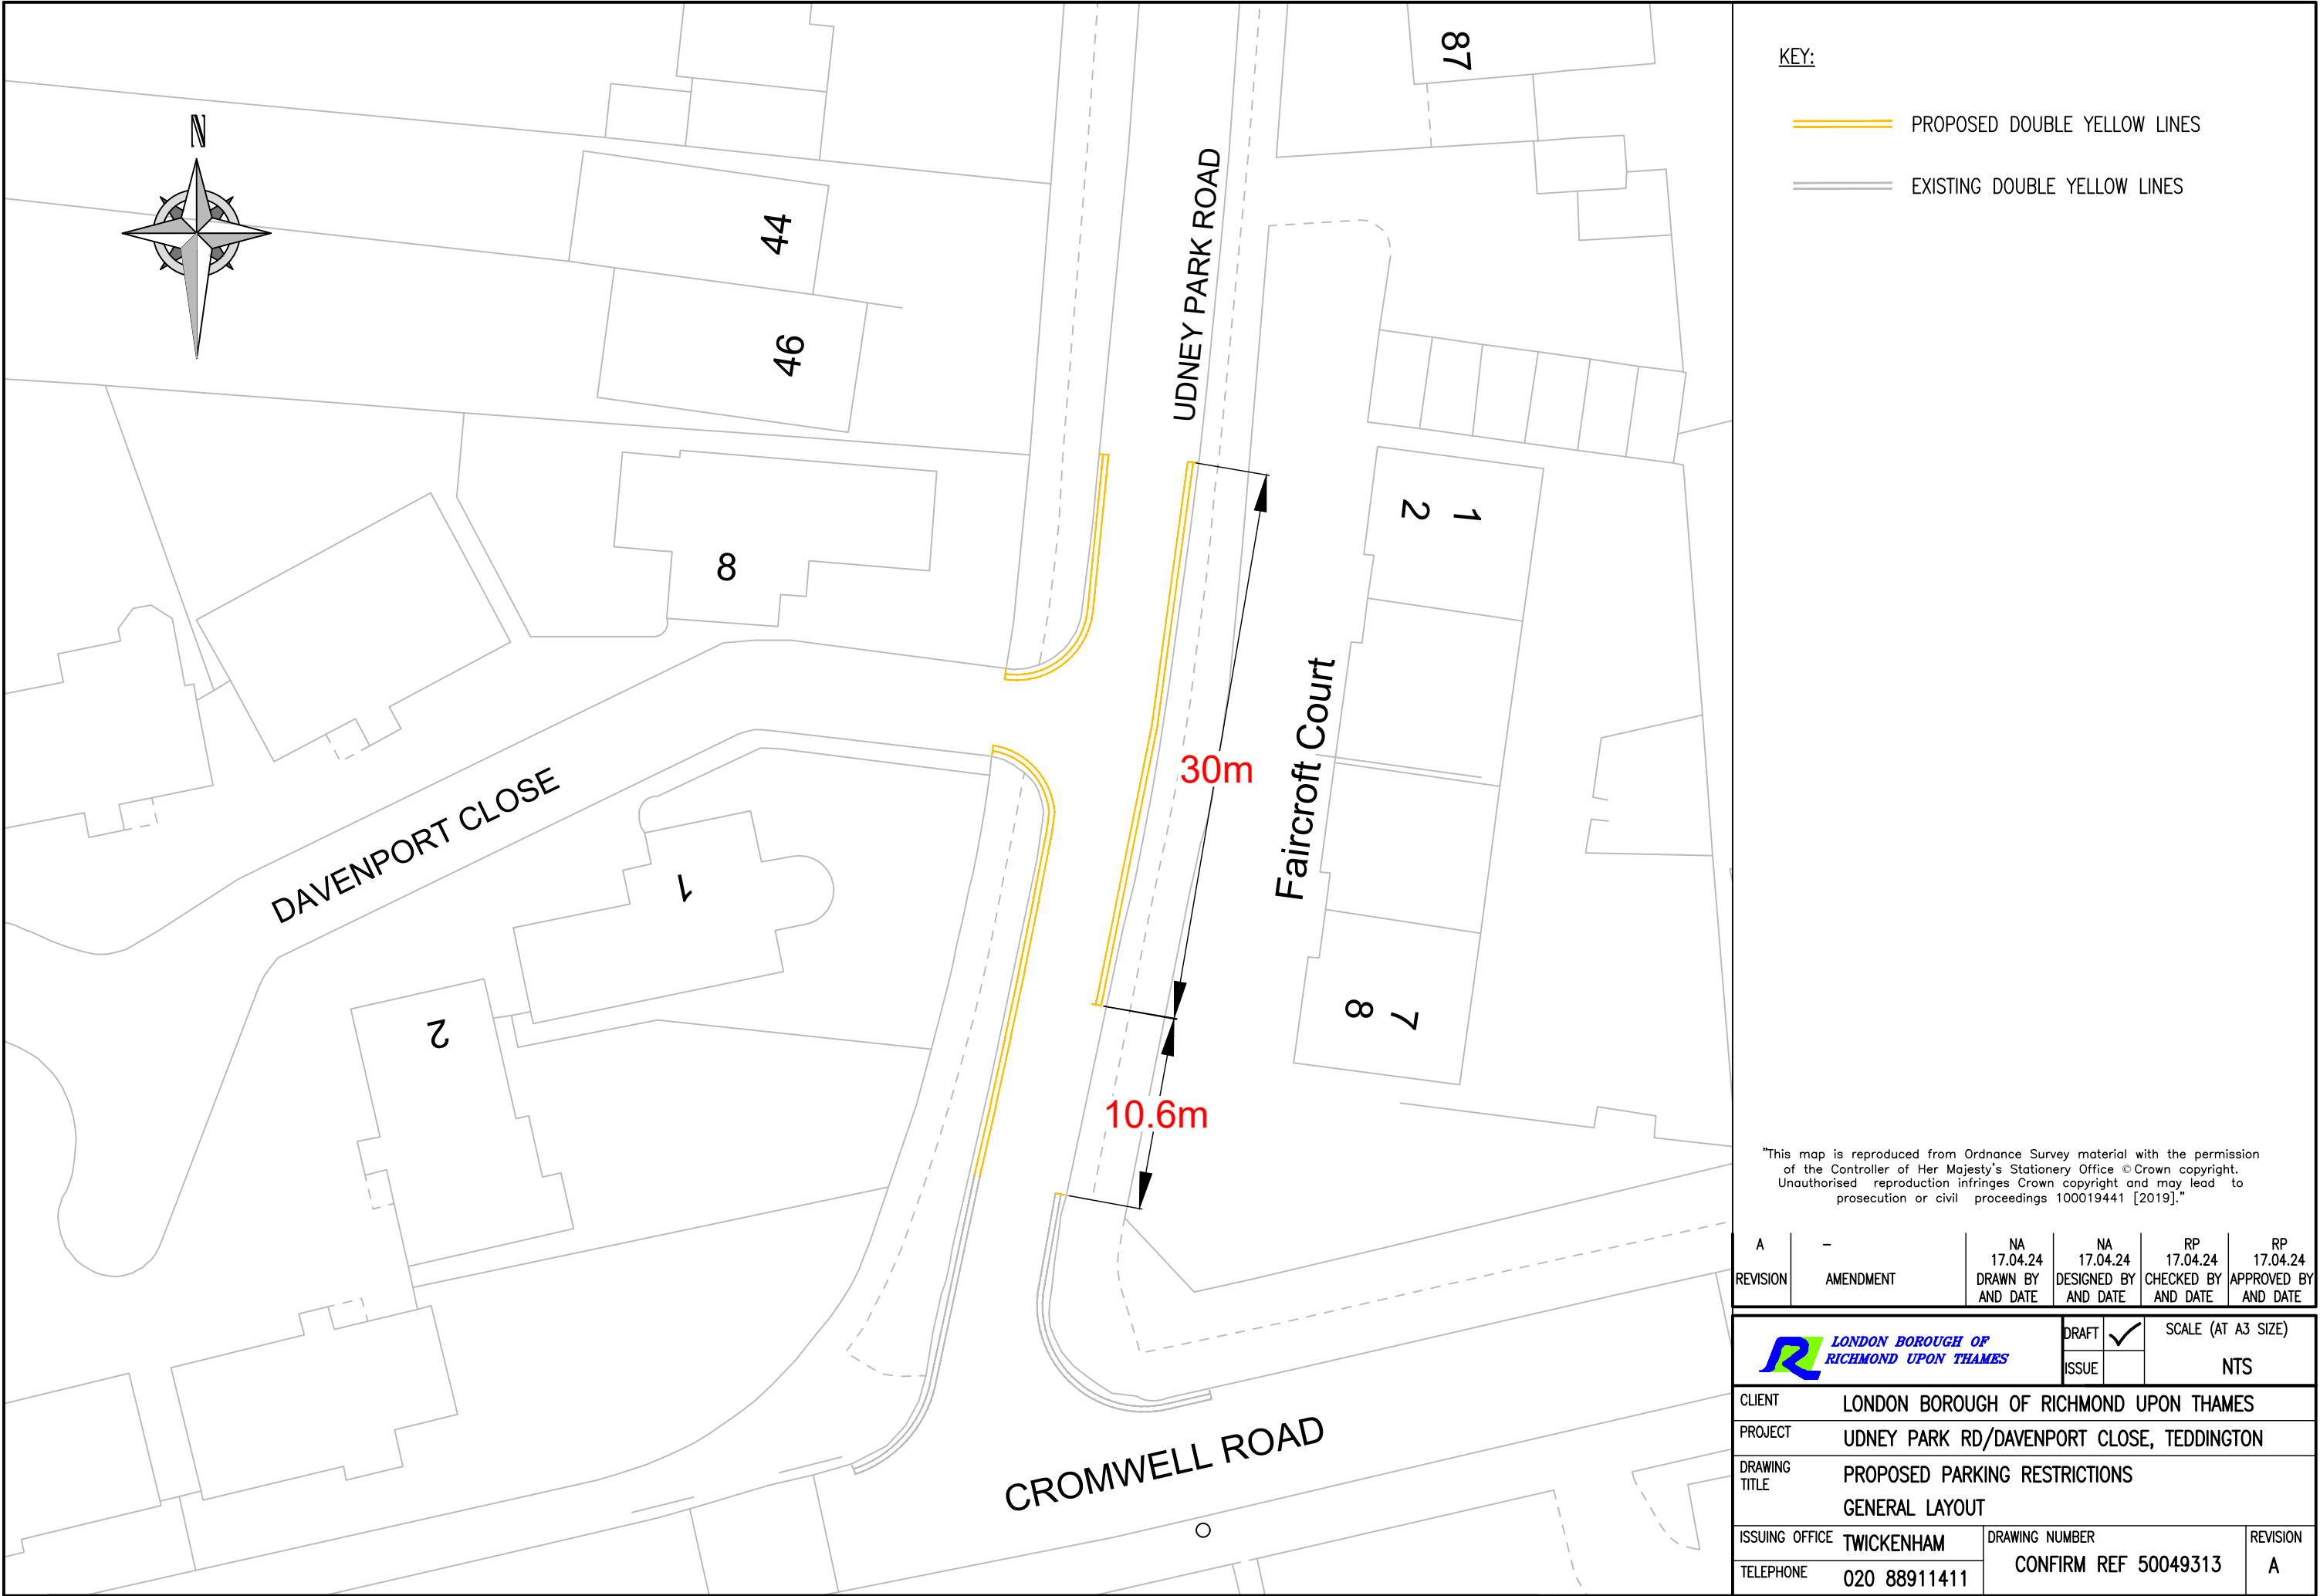 N
44
46
8
87
UDNEY PARK ROAD
1
2
30m
Faircroft Court
DAVENPORT CLOSE
1
2
7
8
10.6m
CROMWELL ROAD
KEY:
PROPOSED DOUBLE YELLOW LINES
EXISTING DOUBLE YELLOW LINES
"This map is reproduced from Ordnance Survey material with the permission
of the Controller of Her Majesty's Stationery Office © Crown copyright.
Unauthorised reproduction infringes Crown copyright and may lead to
prosecution or civil proceedings 100019441 [2019]."
A – NA NA RP RP
17.04.24 17.04.24 17.04.24 17.04.24
REVISION AMENDMENT DRAWN BY DESIGNED BY CHECKED BY APPROVED BY
AND DATE AND DATE AND DATE AND DATE
LONDON BOROUGH OF
RICHMOND UPON THAMES
DRAFT ✓
ISSUE
SCALE (AT A3 SIZE)
NTS
CLIENT LONDON BOROUGH OF RICHMOND UPON THAMES
PROJECT UDNEY PARK RD/DAVENPORT CLOSE, TEDDINGTON
DRAWING
TITLE
PROPOSED PARKING RESTRICTIONS
GENERAL LAYOUT
ISSUING OFFICE TWICKENHAM
TELEPHONE 020 88911411
DRAWING NUMBER
CONFIRM REF 50049313
REVISION
A